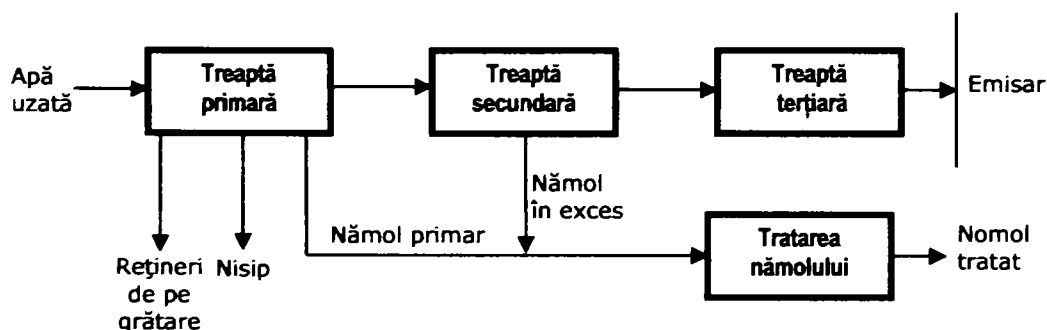 Apă
uzată
Treaptă
primară
Treaptă
secundară
Treaptă
terțiară
Emisar
Nămol
în exces
Nămol primar
Rețineri
de pe
grătare
Nisip
Tratarea
nămolului
Nomol
tratat